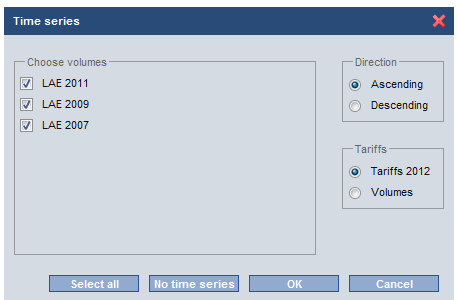 Time series
Choose volumes
LAE 2011
LAE 2009
LAE 2007
Direction
Ascending
Descending
Tariffs
Tariffs 2012
Volumes
Select all
No time series
OK
Cancel